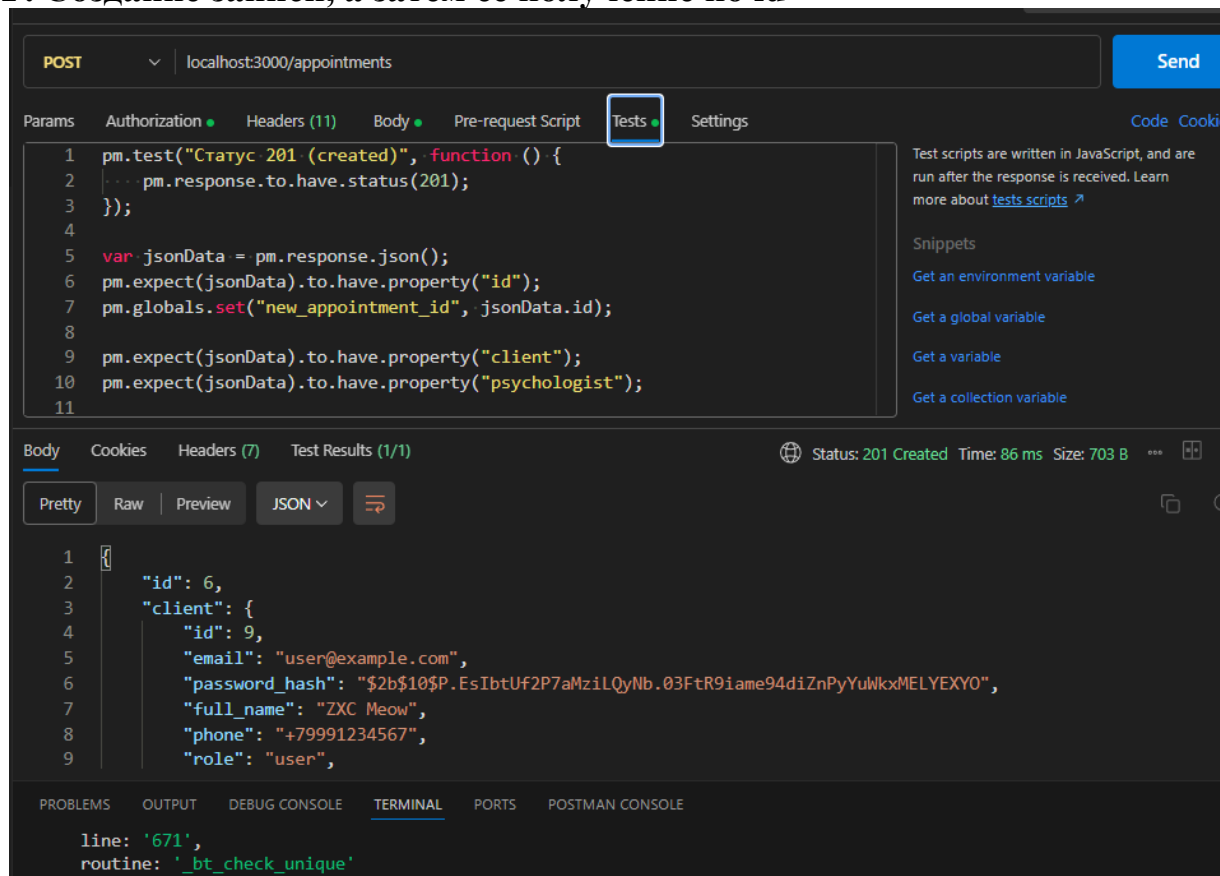 Создание записи, а затем ее получение по id
POST localhost:3000/appointments Send
Params Authorization Headers (11) Body Pre-request Script Tests Settings Code Cooki
1 pm.test("Статус 201 (created)", function () {
2 pm.response.to.have.status(201);
3 });
4
5 var jsonData = pm.response.json();
6 pm.expect(jsonData).to.have.property("id");
7 pm.globals.set("new_appointment_id", jsonData.id);
8
9 pm.expect(jsonData).to.have.property("client");
10 pm.expect(jsonData).to.have.property("psychologist");
11
Test scripts are written in JavaScript, and are
run after the response is received. Learn
more about tests scripts ↗
Snippets
Get an environment variable
Get a global variable
Get a variable
Get a collection variable
Body Cookies Headers (7) Test Results (1/1) Status: 201 Created Time: 86 ms Size: 703 B
Pretty Raw Preview JSON
1 {
2 "id": 6,
3 "client": {
4 "id": 9,
5 "email": "user@example.com",
6 "password_hash": "$2b$10$P.EsIbtUf2P7aMziLQyNb.03FtR9iame94diZnPyYuWkxMELYEXYO",
7 "full_name": "ZXC Meow",
8 "phone": "+79991234567",
9 "role": "user",
PROBLEMS OUTPUT DEBUG CONSOLE TERMINAL PORTS POSTMAN CONSOLE
line: '671',
routine: '_bt_check_unique'